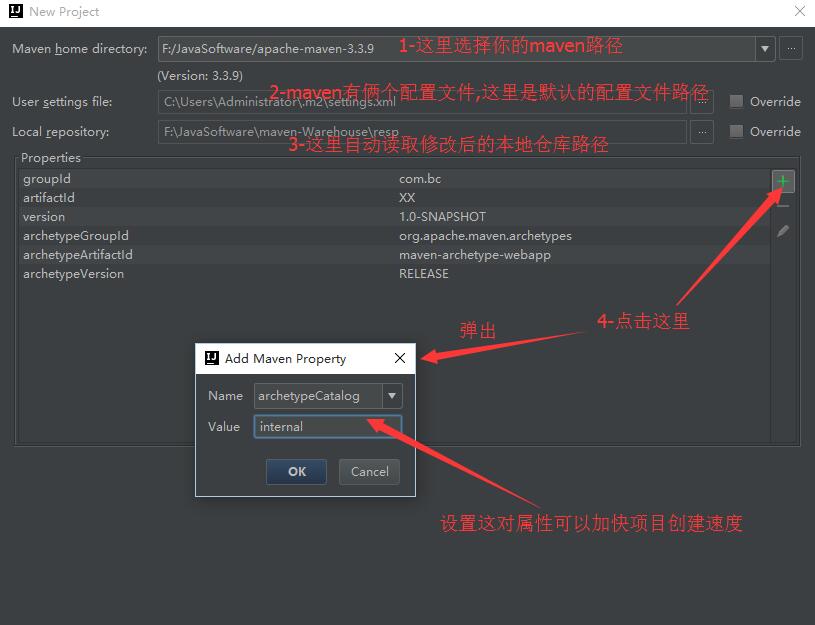 New Project
Maven home directory: F:/JavaSoftware/apache-maven-3.3.9 1-这里选择你的maven路径
(Version: 3.3.9)
2-maven有俩个配置文件,这里是默认的配置文件路径
User settings file: C:\Users\Administrator\.m2\settings.xml ... Override
Local repository: F:\JavaSoftware\maven-Warehouse\resp ... Override
3-这里自动读取修改后的本地仓库路径
Properties
groupId com.bc
artifactId XX
version 1.0-SNAPSHOT
archetypeGroupId org.apache.maven.archetypes
archetypeArtifactId maven-archetype-webapp
archetypeVersion RELEASE
4-点击这里
弹出
Add Maven Property
Name archetypeCatalog
Value internal
OK Cancel
设置这对属性可以加快项目创建速度